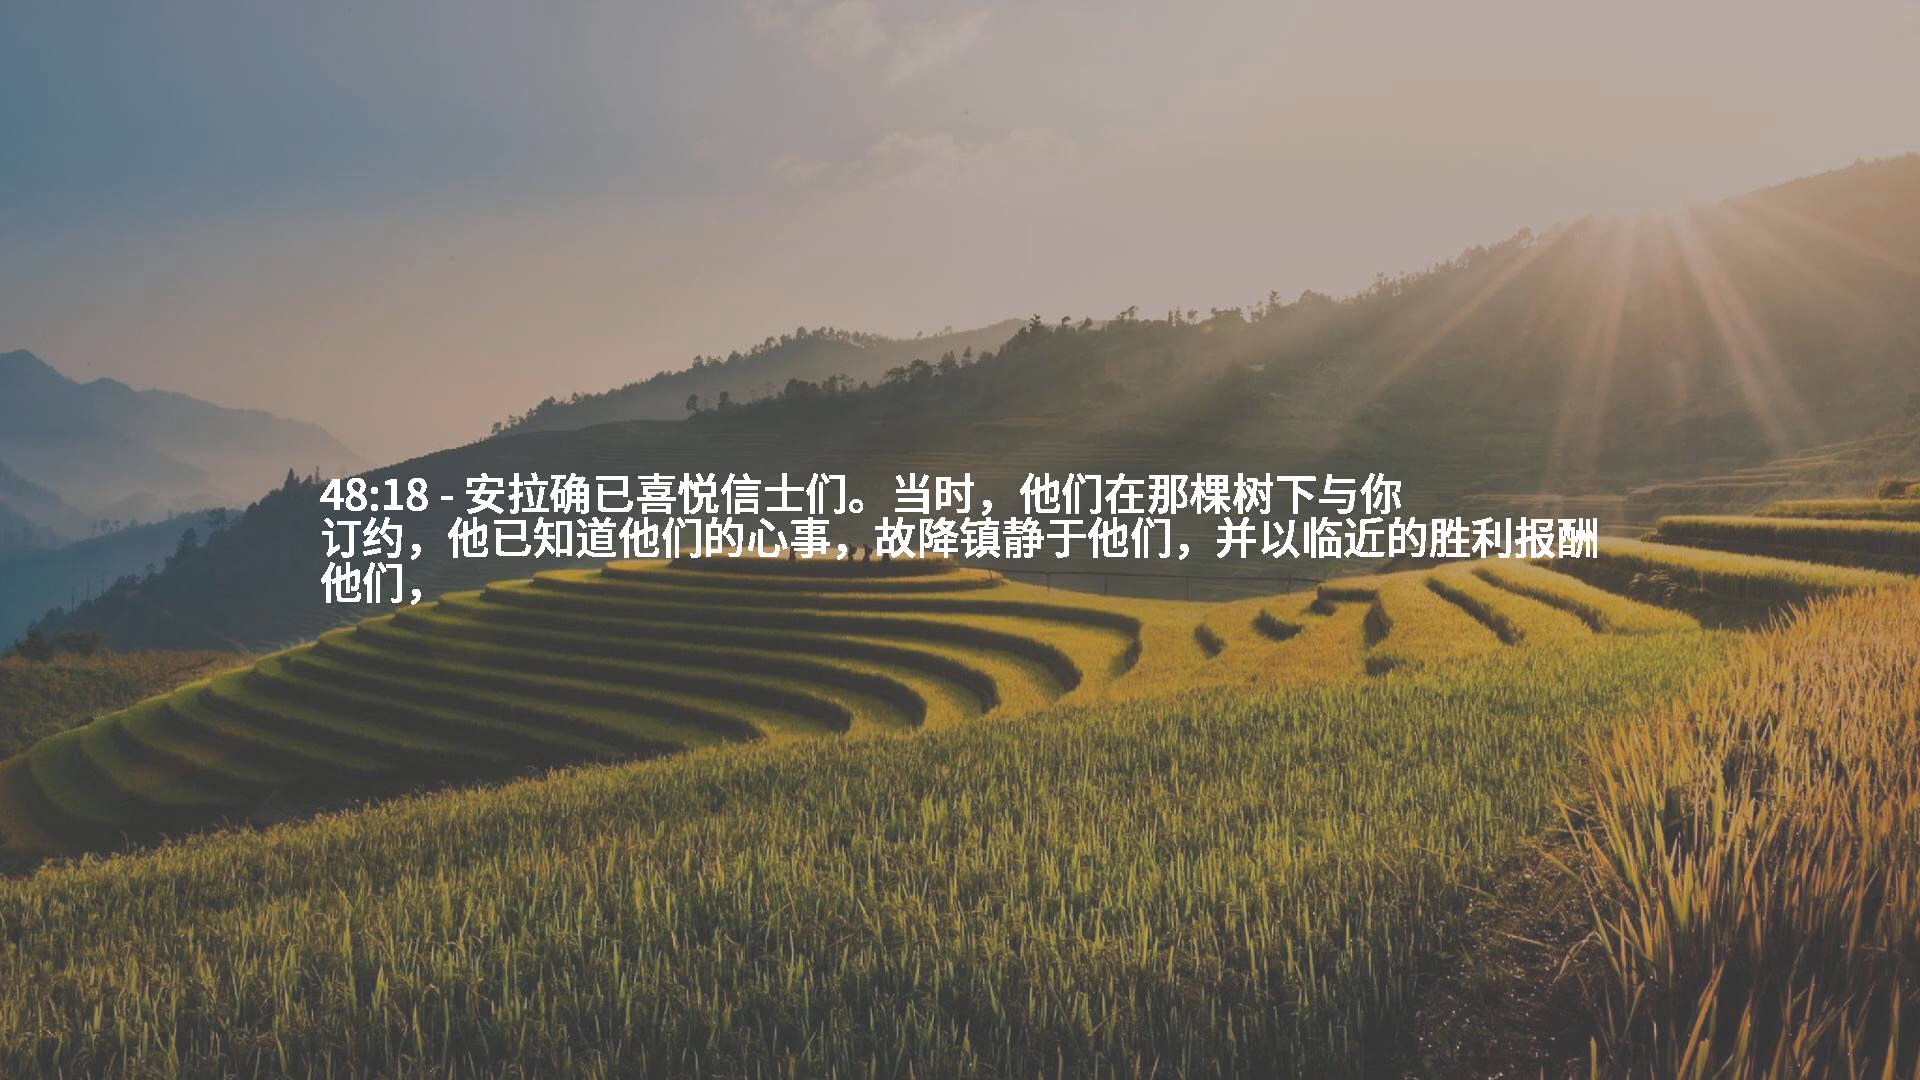 48:18 - 安拉确已喜悦信士们。当时，他们在那棵树下与你
订约，他已知道他们的心事，故降镇静于他们，并以临近的胜利报酬
他们，